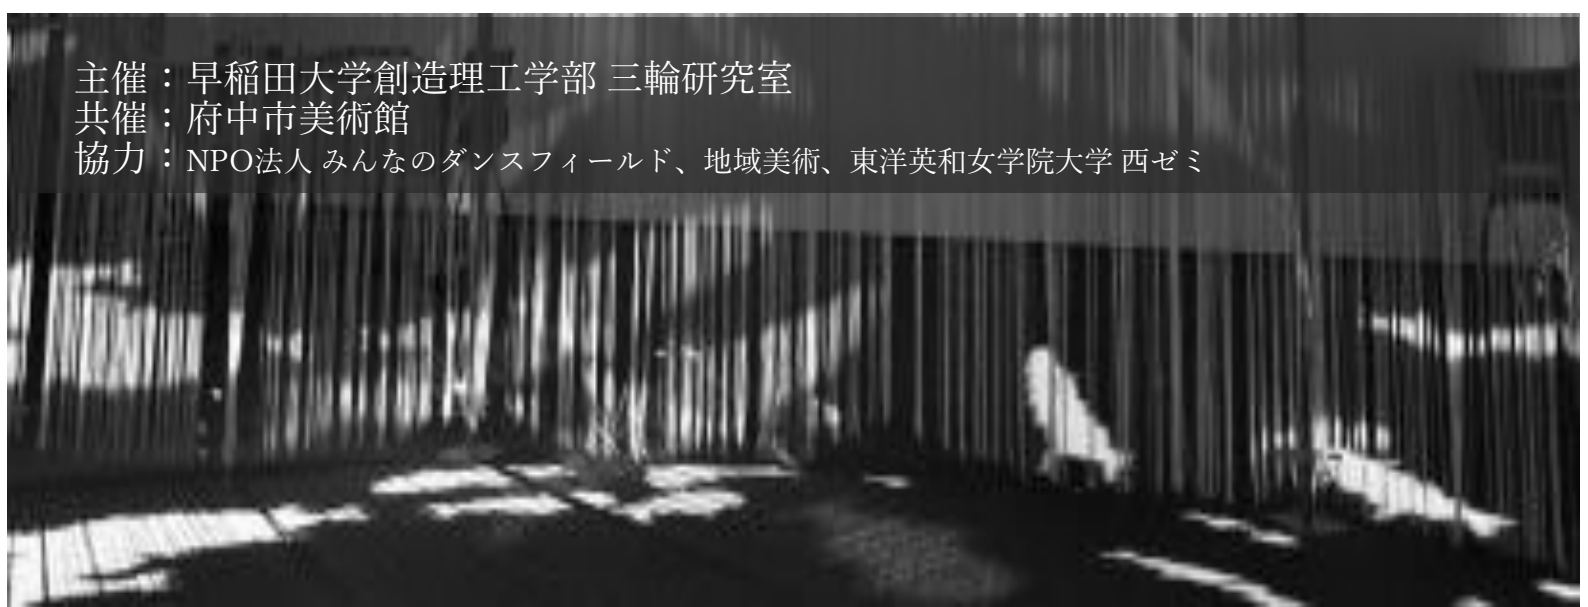 主催：早稲田大学創造理工学部 三輪研究室
共催：府中市美術館
協力：NPO法人 みんなのダンスフィールド、地域美術、東洋英和女学院大学 西ゼミ